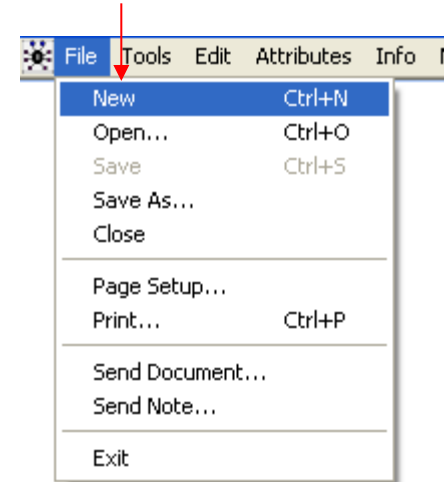 File Tools Edit Attributes Info
New Ctrl+N
Open... Ctrl+O
Save Ctrl+S
Save As...
Close
Page Setup...
Print... Ctrl+P
Send Document...
Send Note...
Exit